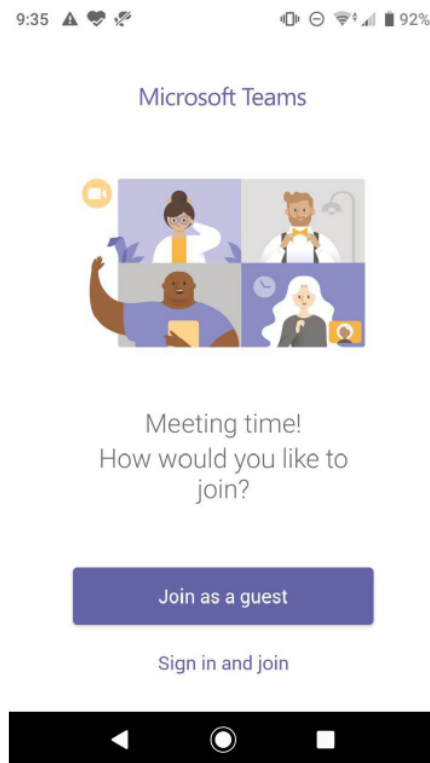 9:35 92%
Microsoft Teams
Meeting time!
How would you like to
join?
Join as a guest
Sign in and join